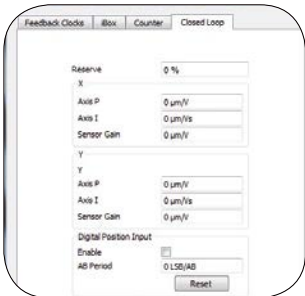 Feedback Clocks iBox Counter Closed Loop
Reserve 0 %
X
Axis P 0 µm/V
Axis I 0 µm/Vs
Sensor Gain 0 µm/V
Y
Y
Axis P 0 µm/V
Axis I 0 µm/Vs
Sensor Gain 0 µm/V
Digital Position Input
Enable
AB Period 0 LSB/AB
Reset